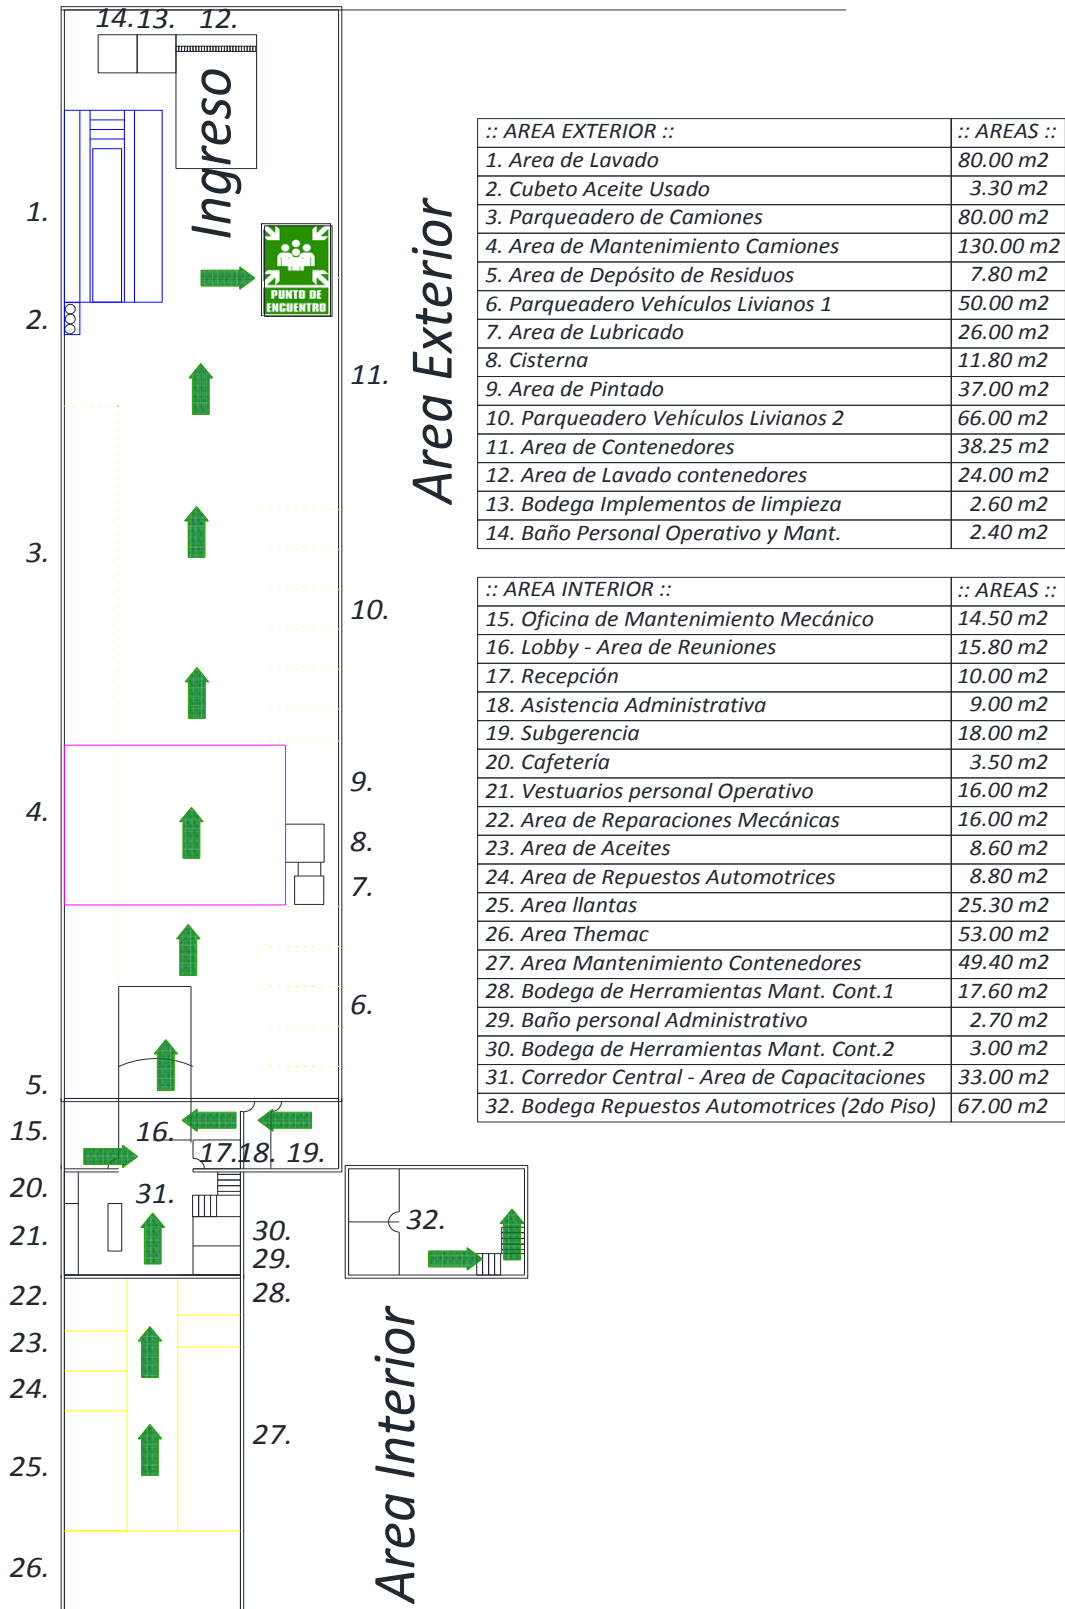 14. 13. 12.
Ingreso
1.
PUNTO DE
ENCUENTRO
2.
11.
Area Exterior
3.
10.
9.
4.
8.
7.
6.
5.
15.
16.
17. 18. 19.
20.
31.
32.
21.
30.
29.
22.
28.
23.
24.
27.
25.
26.
Area Interior
:: AREA EXTERIOR :: :: AREAS ::
1. Area de Lavado 80.00 m2
2. Cubeto Aceite Usado 3.30 m2
3. Parqueadero de Camiones 80.00 m2
4. Area de Mantenimiento Camiones 130.00 m2
5. Area de Depósito de Residuos 7.80 m2
6. Parqueadero Vehículos Livianos 1 50.00 m2
7. Area de Lubricado 26.00 m2
8. Cisterna 11.80 m2
9. Area de Pintado 37.00 m2
10. Parqueadero Vehículos Livianos 2 66.00 m2
11. Area de Contenedores 38.25 m2
12. Area de Lavado contenedores 24.00 m2
13. Bodega Implementos de limpieza 2.60 m2
14. Baño Personal Operativo y Mant. 2.40 m2
:: AREA INTERIOR :: :: AREAS ::
15. Oficina de Mantenimiento Mecánico 14.50 m2
16. Lobby - Area de Reuniones 15.80 m2
17. Recepción 10.00 m2
18. Asistencia Administrativa 9.00 m2
19. Subgerencia 18.00 m2
20. Cafetería 3.50 m2
21. Vestuarios personal Operativo 16.00 m2
22. Area de Reparaciones Mecánicas 16.00 m2
23. Area de Aceites 8.60 m2
24. Area de Repuestos Automotrices 8.80 m2
25. Area llantas 25.30 m2
26. Area Themac 53.00 m2
27. Area Mantenimiento Contenedores 49.40 m2
28. Bodega de Herramientas Mant. Cont.1 17.60 m2
29. Baño personal Administrativo 2.70 m2
30. Bodega de Herramientas Mant. Cont.2 3.00 m2
31. Corredor Central - Area de Capacitaciones 33.00 m2
32. Bodega Repuestos Automotrices (2do Piso) 67.00 m2